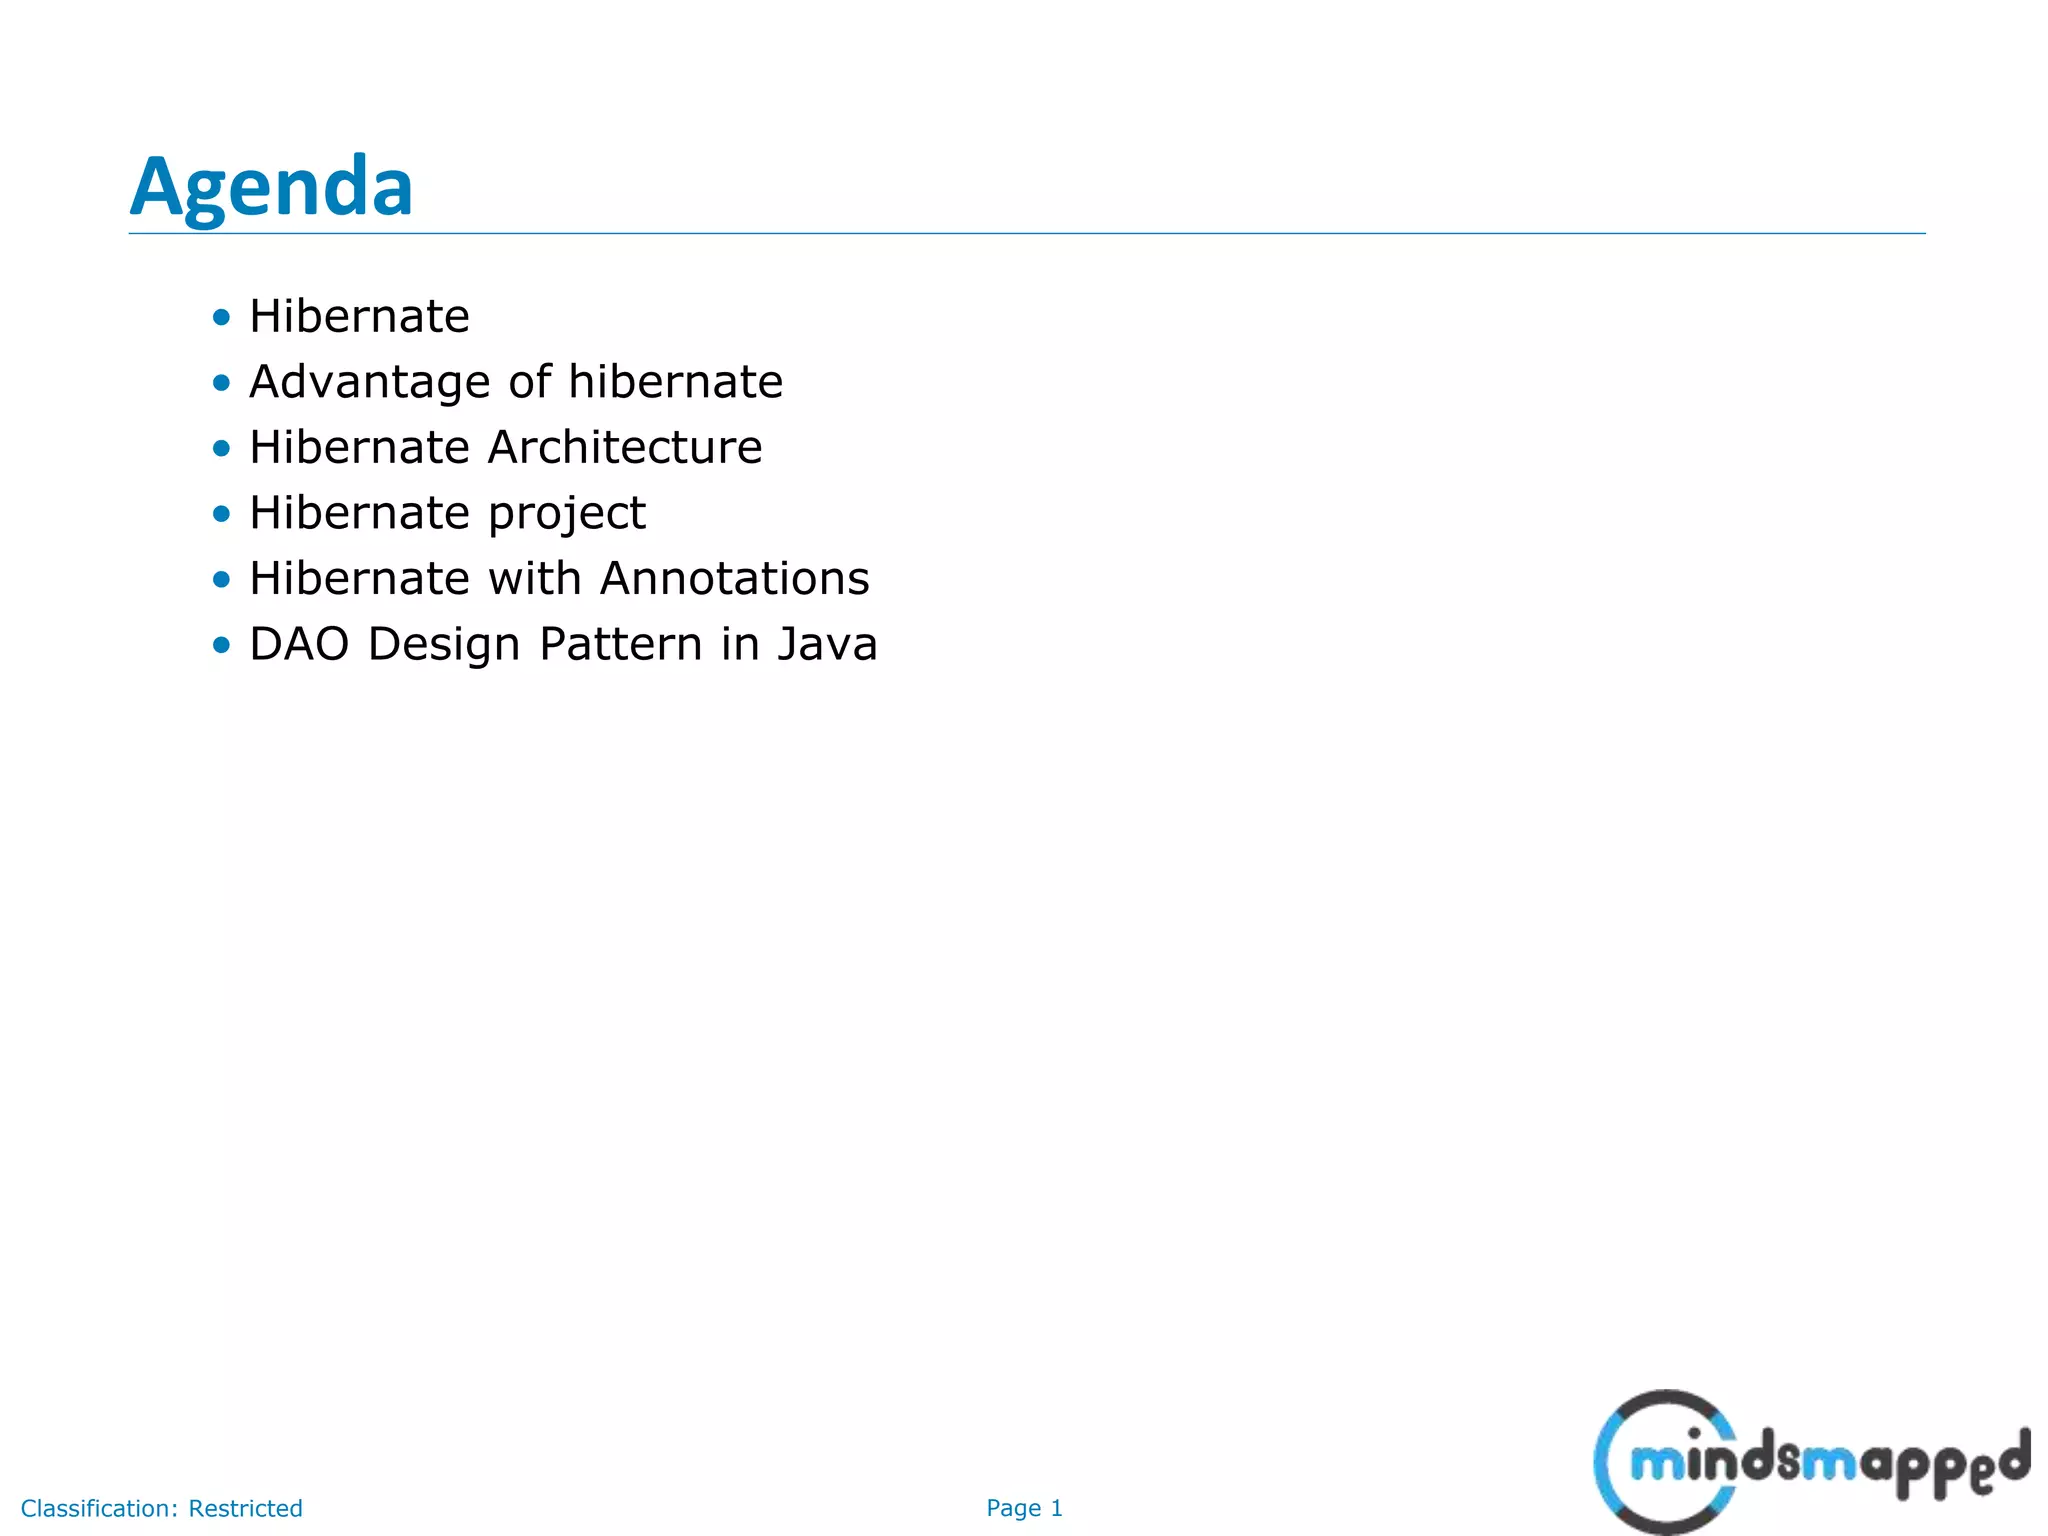 Agenda
• Hibernate
• Advantage of hibernate
• Hibernate Architecture
• Hibernate project
• Hibernate with Annotations
• DAO Design Pattern in Java
mindsmapped
Classification: Restricted
Page 1